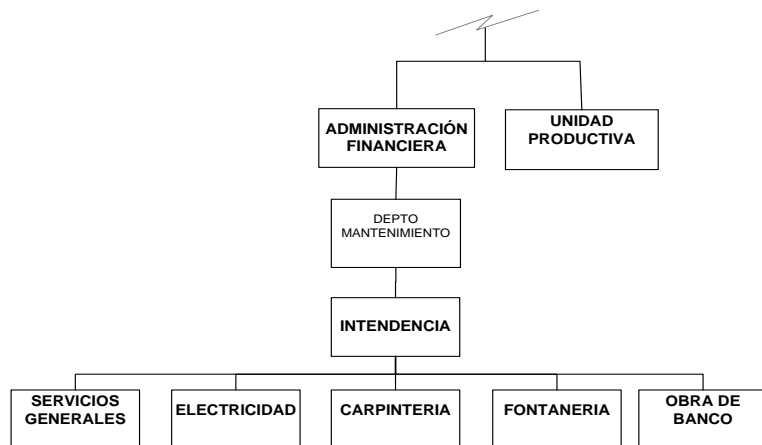 ADMINISTRACIÓN
FINANCIERA
UNIDAD
PRODUCTIVA
DEPTO
MANTENIMIENTO
INTENDENCIA
SERVICIOS
GENERALES
ELECTRICIDAD
CARPINTERIA
FONTANERIA
OBRA DE
BANCO